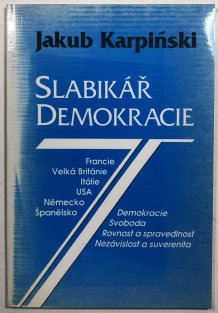 Jakub Karpiński
SLABIKÁŘ
DEMOKRACIE
Francie
Velká Británie
Itálie
USA
Německo
Španělsko
Demokracie
Svoboda
Rovnost a spravedlnost
Nezávislost a suverenita